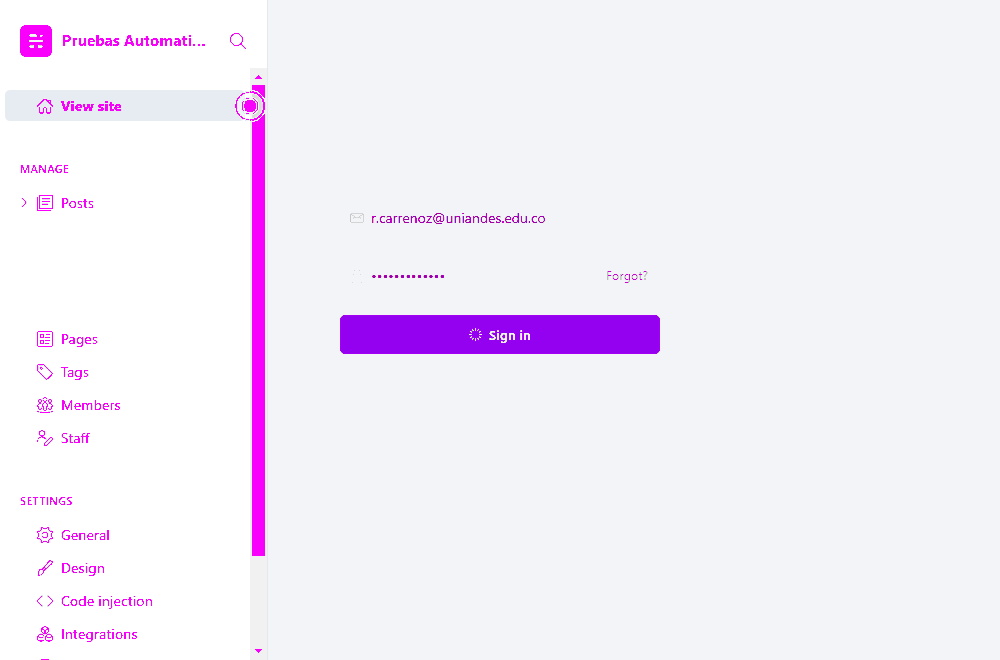 Pruebas Automati...
View site
MANAGE
Posts
Pages
Tags
Members
Staff
SETTINGS
General
Design
Code injection
Integrations
r.carrenoz@uniandes.edu.co
•••••••••••••
Forgot?
Sign in